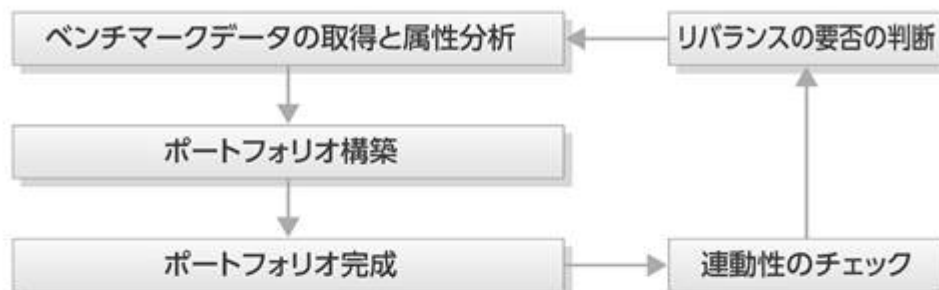 ベンチマークデータの取得と属性分析
リバランスの要否の判断
ポートフォリオ構築
ポートフォリオ完成
連動性のチェック